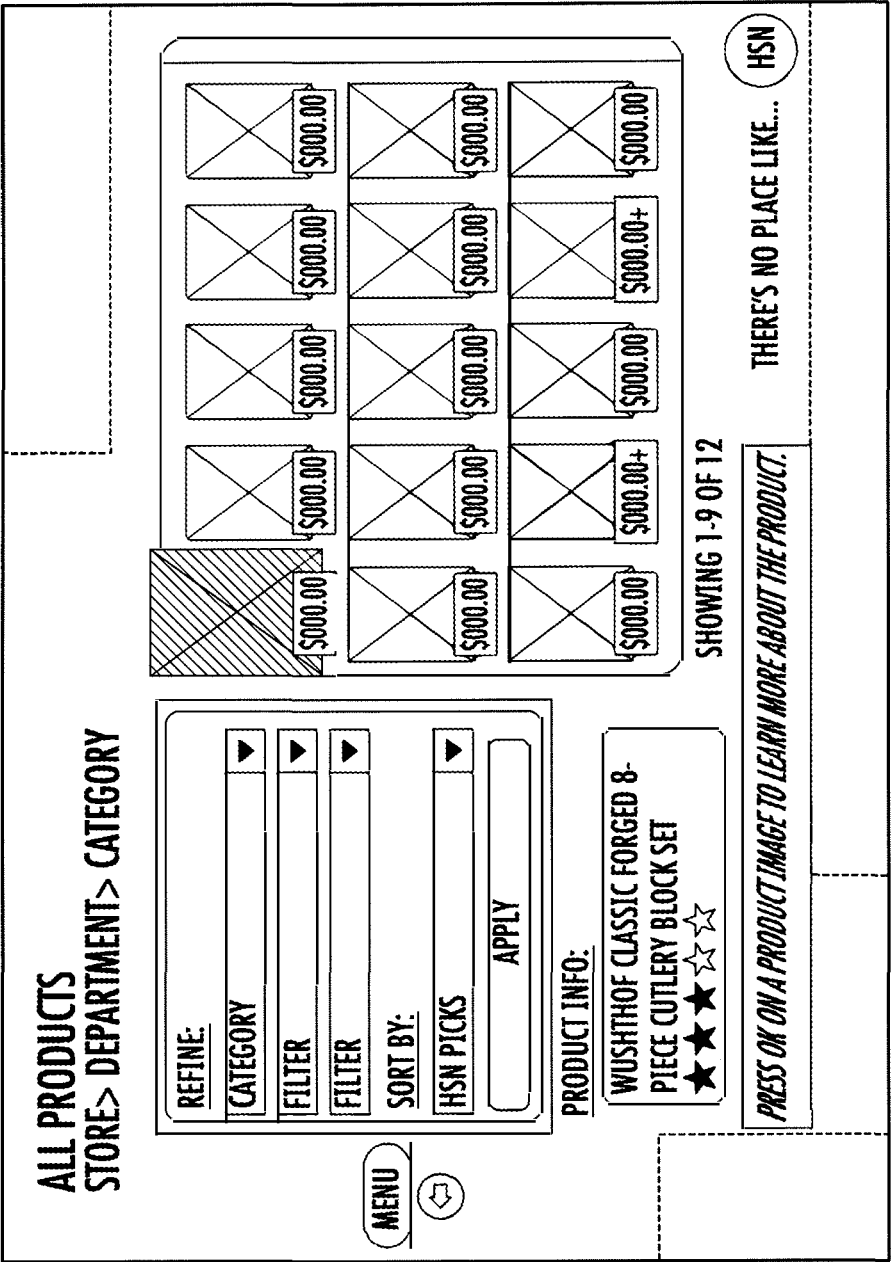 ALL PRODUCTS
STORE> DEPARTMENT> CATEGORY
MENU
REFINE:
CATEGORY
FILTER
FILTER
SORT BY:
HSN PICKS
APPLY
PRODUCT INFO:
WUSHTHOF CLASSIC FORGED 8-
PIECE CUTLERY BLOCK SET
$000.00 $000.00 $000.00 $000.00 $000.00
$000.00 $000.00 $000.00 $000.00 $000.00
$000.00 $000.00+ $000.00 $000.00+ $000.00
SHOWING 1-9 OF 12
PRESS OK ON A PRODUCT IMAGE TO LEARN MORE ABOUT THE PRODUCT.
THERE'S NO PLACE LIKE... HSN